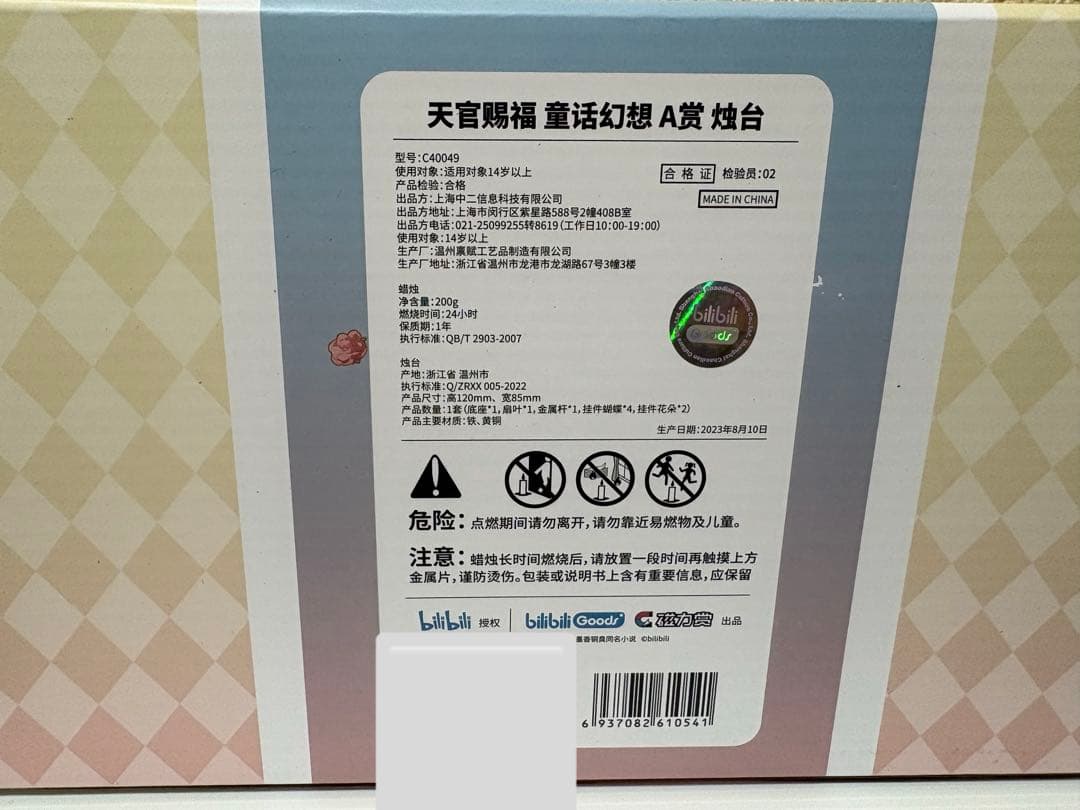 天官赐福 童话幻想 A赏 烛台
型号:C40049
使用对象:适用对象14岁以上
产品检验:合格
合格证 检验员:02
MADE IN CHINA
出品方:上海中二信息科技有限公司
出品方地址:上海市闵行区紫星路588号2幢408B室
出品方电话:021-25099255转8619(工作日10:00-19:00)
使用对象:14岁以上
生产厂:温州禀赋工艺品制造有限公司
生产厂地址:浙江省温州市龙港市龙湖路67号3幢3楼
蜡烛
净含量:200g
燃烧时间:24小时
保质期:1年
执行标准:QB/T 2903-2007
bilibili
Goods
烛台
产地:浙江省 温州市
执行标准:Q/ZRXX 005-2022
产品尺寸:高120mm、宽85mm
产品数量:1套(底座*1,扇叶*1,金属杆*1,挂件蝴蝶*4,挂件花朵*2)
产品主要材质:铁、黄铜
生产日期:2023年8月10日
危险:点燃期间请勿离开,请勿靠近易燃物及儿童。
注意:蜡烛长时间燃烧后,请放置一段时间再触摸上方
金属片,谨防烫伤。包装或说明书上含有重要信息,应保留
bilibili 授权 bilibili Goods 磁力赏 出品
墨香铜臭同名小说 ©bilibili
6 937082 610541